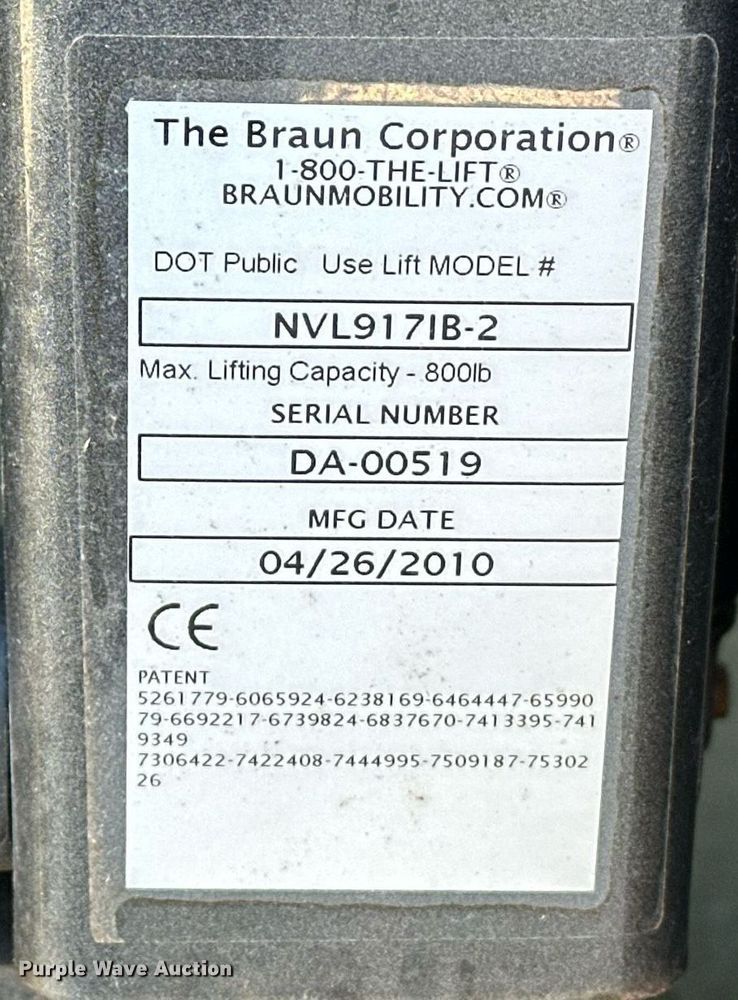 The Braun Corporation®
1-800-THE-LIFT®
BRAUNMOBILITY.COM®
DOT Public Use Lift MODEL #
NVL917IB-2
Max. Lifting Capacity - 800lb
SERIAL NUMBER
DA-00519
MFG DATE
04/26/2010
CE
PATENT
5261779-6065924-6238169-6464447-65990
79-6692217-6739824-6837670-7413395-741
9349
7306422-7422408-7444995-7509187-75302
26
Purple Wave Auction